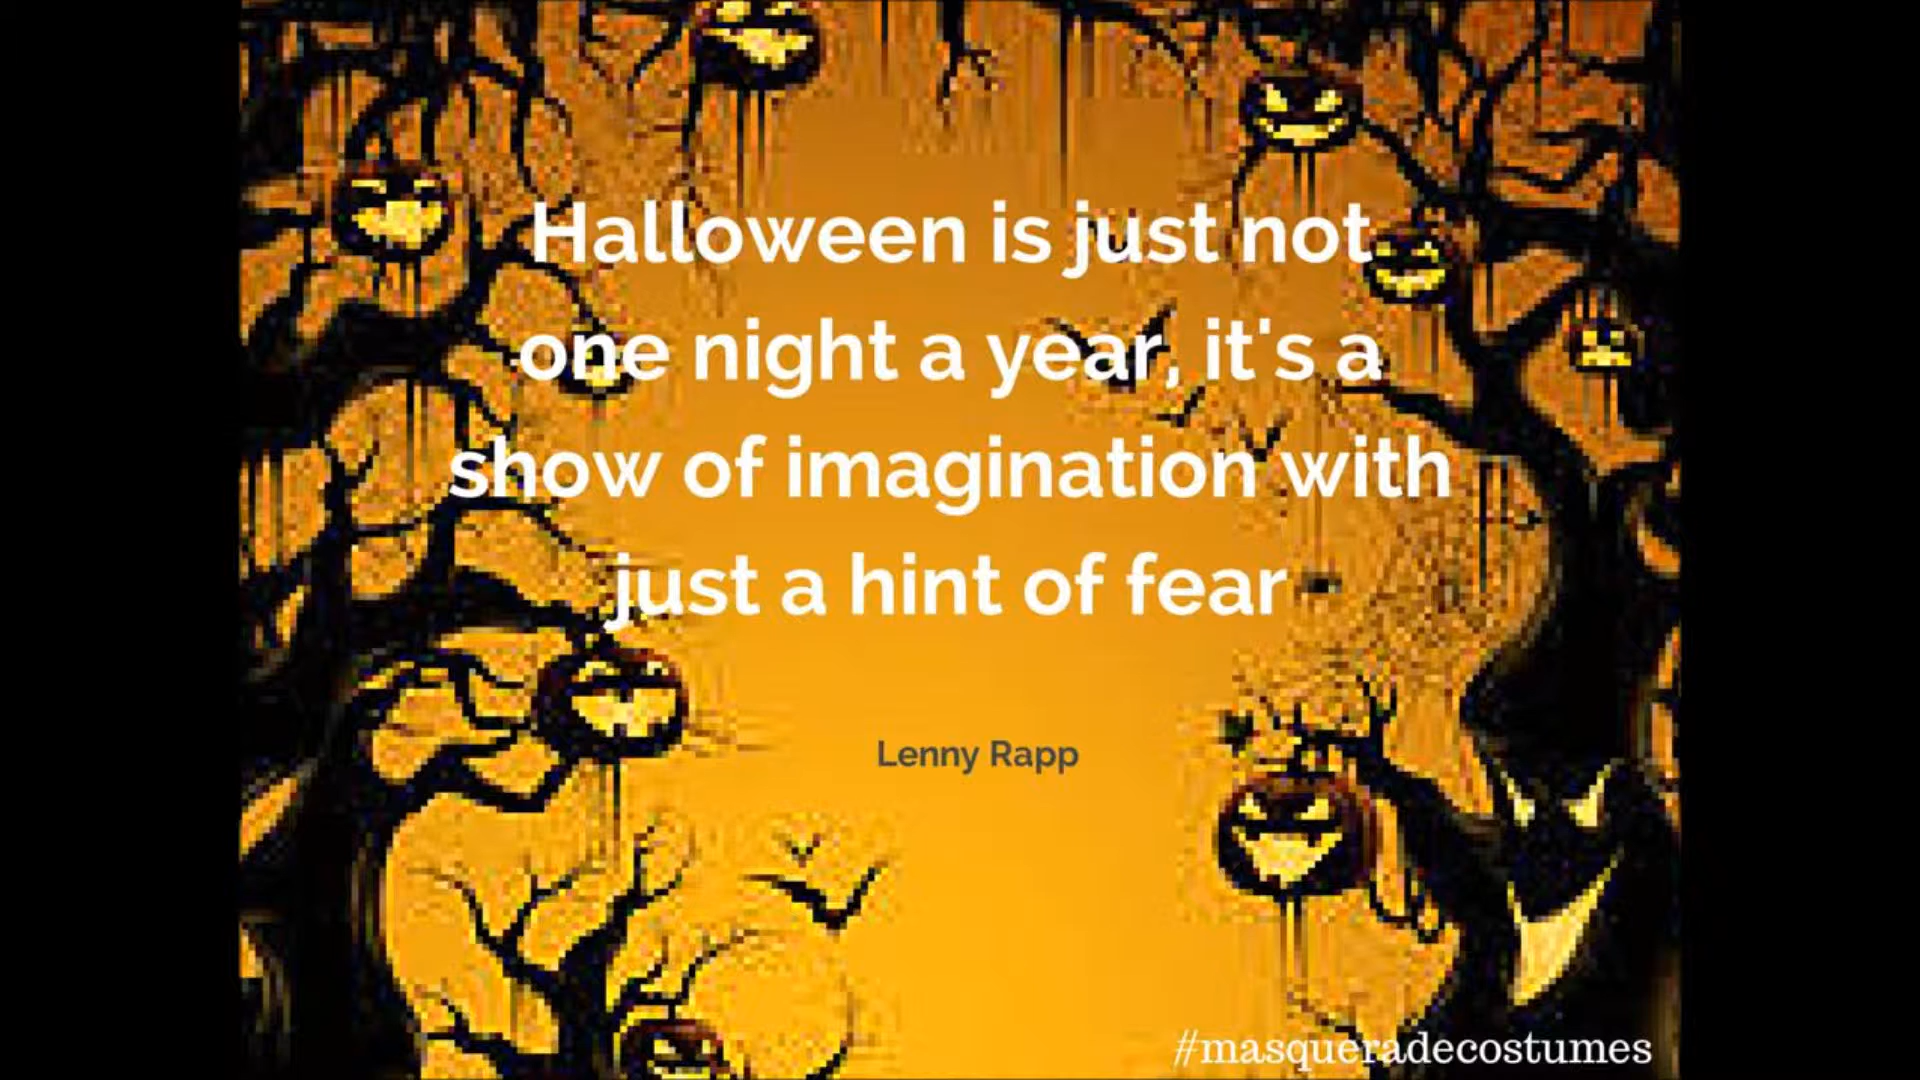 Halloween is just not
one night a year, it's a
show of imagination with
just a hint of fear
Lenny Rapp
#masqueradecostumes